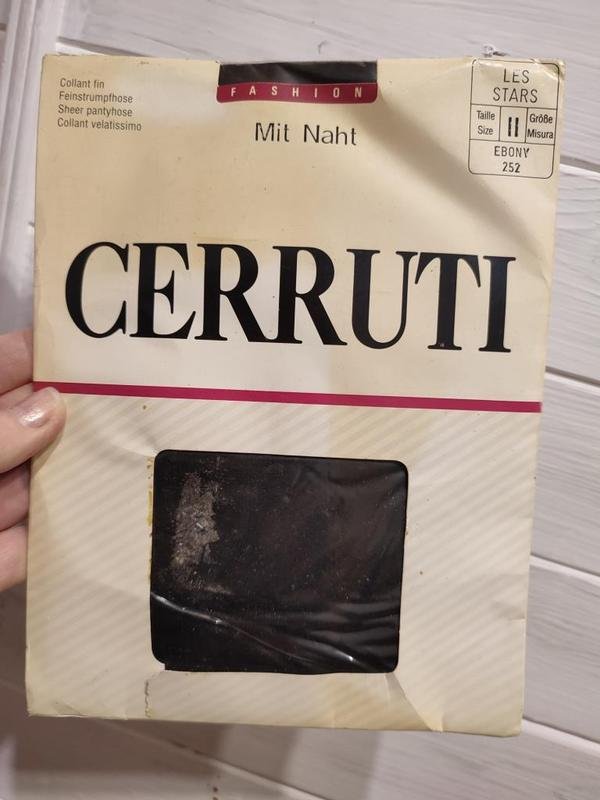 Collant fin
Feinstrumpfhose
Sheer pantyhose
Collant velatissimo
FASHION
Mit Naht
LES
STARS
Taille Größe
Size II Misura
EBONY
252
CERRUTI